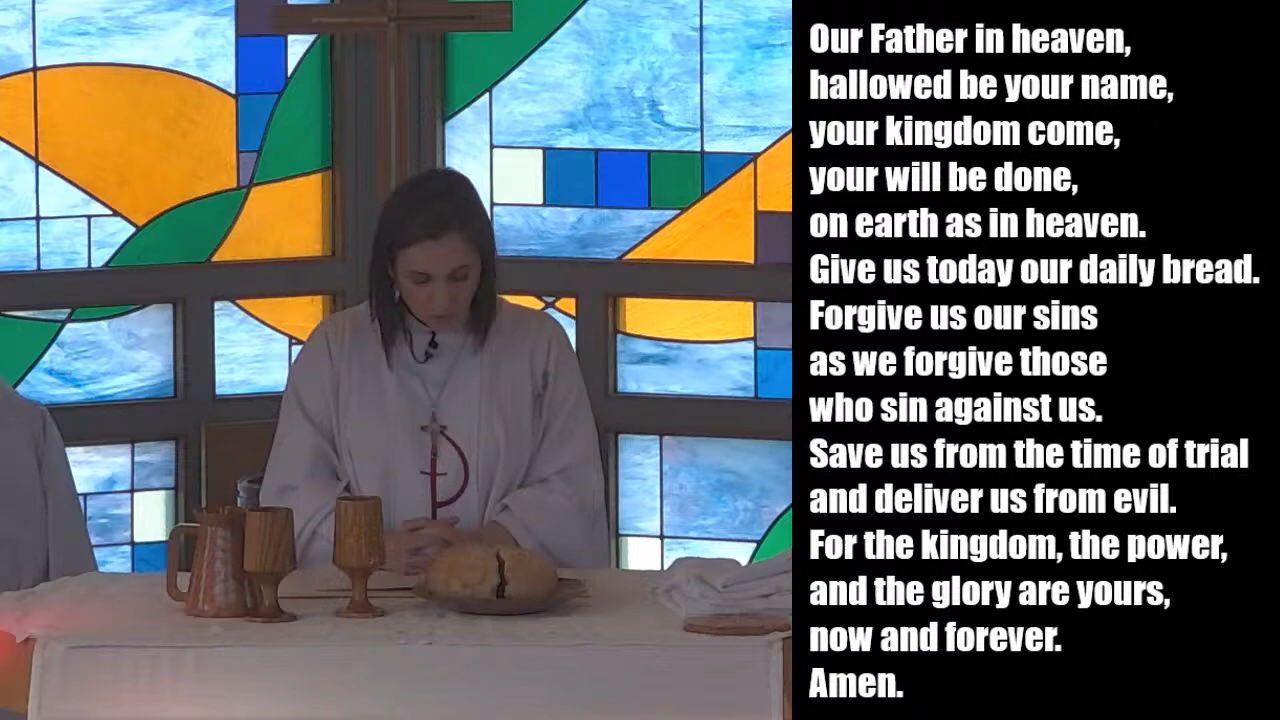 Our Father in heaven,
hallowed be your name,
your kingdom come,
your will be done,
on earth as in heaven.
Give us today our daily bread.
Forgive us our sins
as we forgive those
who sin against us.
Save us from the time of trial
and deliver us from evil.
For the kingdom, the power,
and the glory are yours,
now and forever.
Amen.